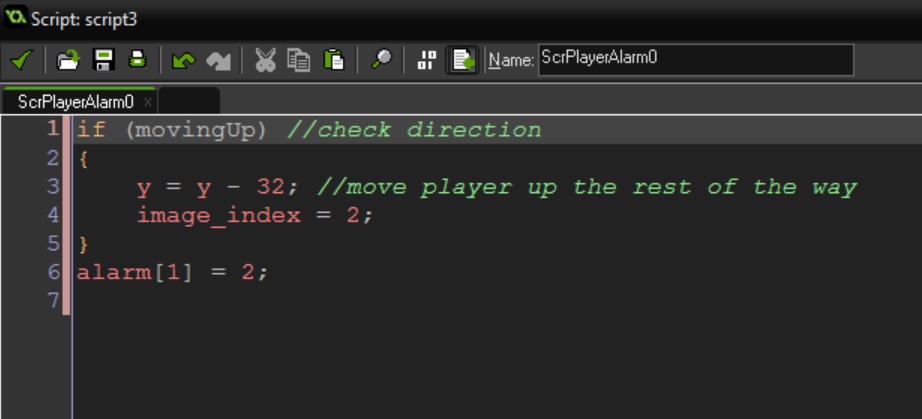 Script: script3
Name: ScrPlayerAlarm0
ScrPlayerAlarm0 ×
1 if (movingUp) //check direction
2 {
3     y = y - 32; //move player up the rest of the way
4     image_index = 2;
5 }
6 alarm[1] = 2;
7